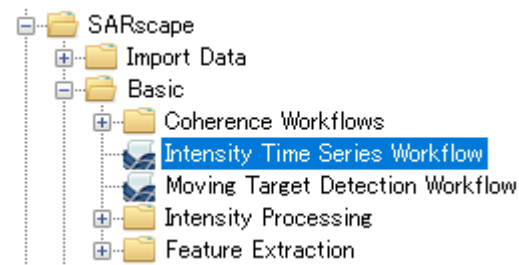 SARscape
Import Data
Basic
Coherence Workflows
Intensity Time Series Workflow
Moving Target Detection Workflow
Intensity Processing
Feature Extraction